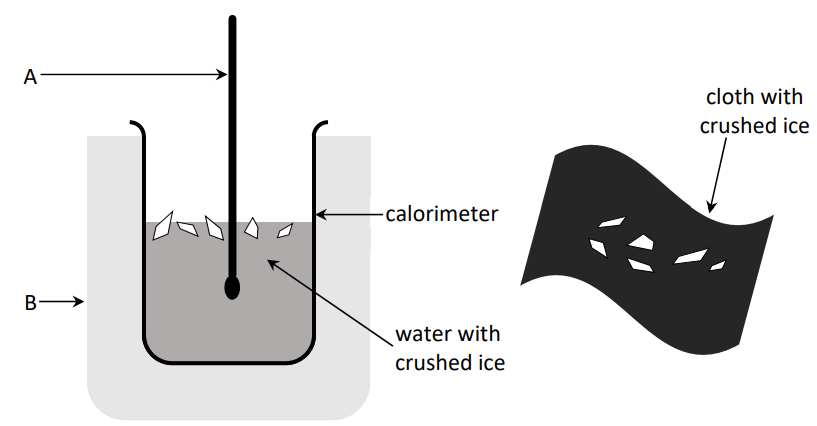 A
cloth with
crushed ice
calorimeter
B
water with
crushed ice